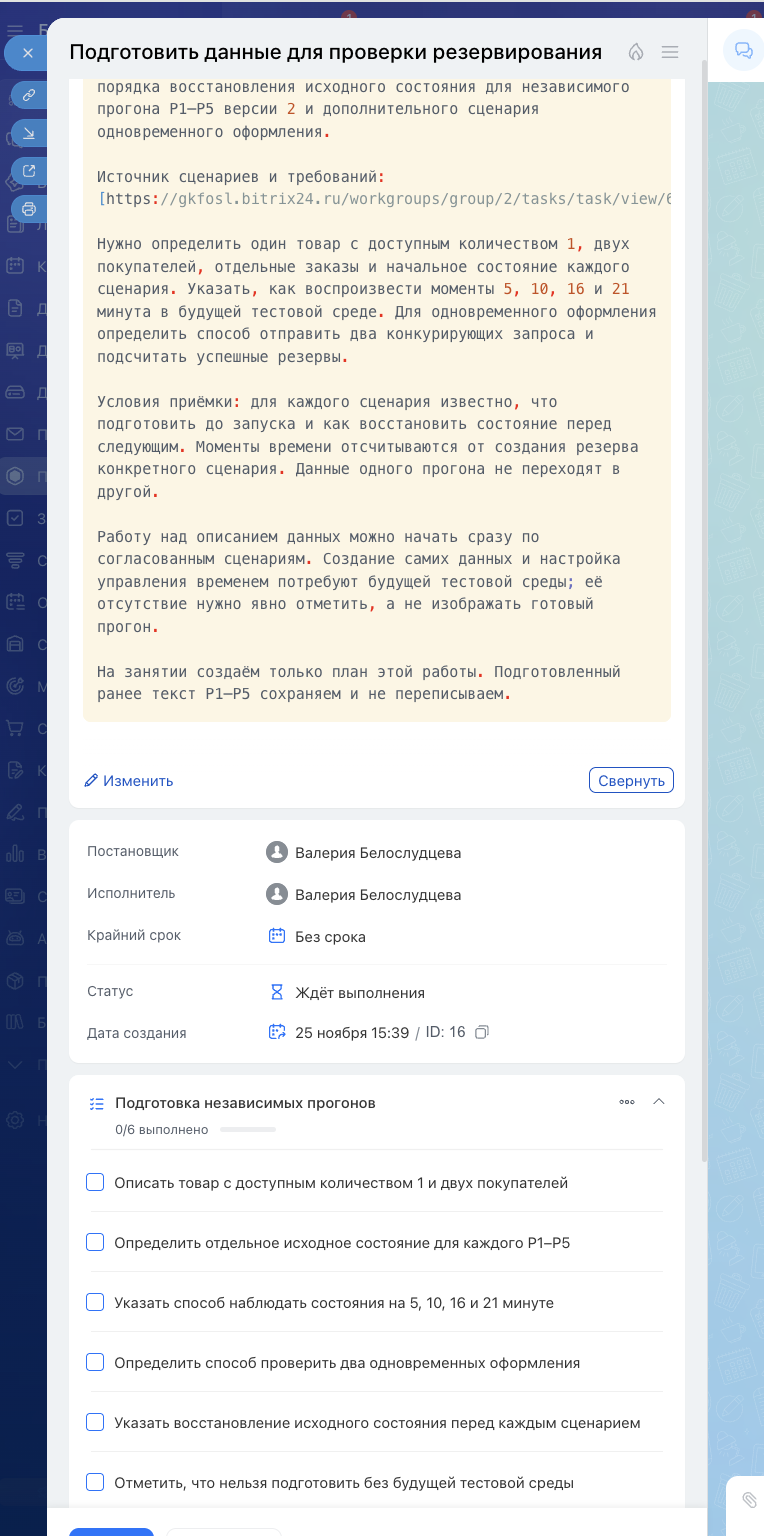 Подготовить данные для проверки резервирования
порядка восстановления исходного состояния для независимого
прогона Р1–Р5 версии 2 и дополнительного сценария
одновременного оформления.
Источник сценариев и требований:
[https://gkfosl.bitrix24.ru/workgroups/group/2/tasks/task/view/6
Нужно определить один товар с доступным количеством 1, двух
покупателей, отдельные заказы и начальное состояние каждого
сценария. Указать, как воспроизвести моменты 5, 10, 16 и 21
минута в будущей тестовой среде. Для одновременного оформления
определить способ отправить два конкурирующих запроса и
подсчитать успешные резервы.
Условия приёмки: для каждого сценария известно, что
подготовить до запуска и как восстановить состояние перед
следующим. Моменты времени отсчитываются от создания резерва
конкретного сценария. Данные одного прогона не переходят в
другой.
Работу над описанием данных можно начать сразу по
согласованным сценариям. Создание самих данных и настройка
управления временем потребуют будущей тестовой среды; её
отсутствие нужно явно отметить, а не изображать готовый
прогон.
На занятии создаём только план этой работы. Подготовленный
ранее текст Р1–Р5 сохраняем и не переписываем.
Изменить
Свернуть
Постановщик
Валерия Белослудцева
Исполнитель
Валерия Белослудцева
Крайний срок
Без срока
Статус
Ждёт выполнения
Дата создания
25 ноября 15:39 / ID: 16
Подготовка независимых прогонов
0/6 выполнено
Описать товар с доступным количеством 1 и двух покупателей
Определить отдельное исходное состояние для каждого Р1–Р5
Указать способ наблюдать состояния на 5, 10, 16 и 21 минуте
Определить способ проверить два одновременных оформления
Указать восстановление исходного состояния перед каждым сценарием
Отметить, что нельзя подготовить без будущей тестовой среды